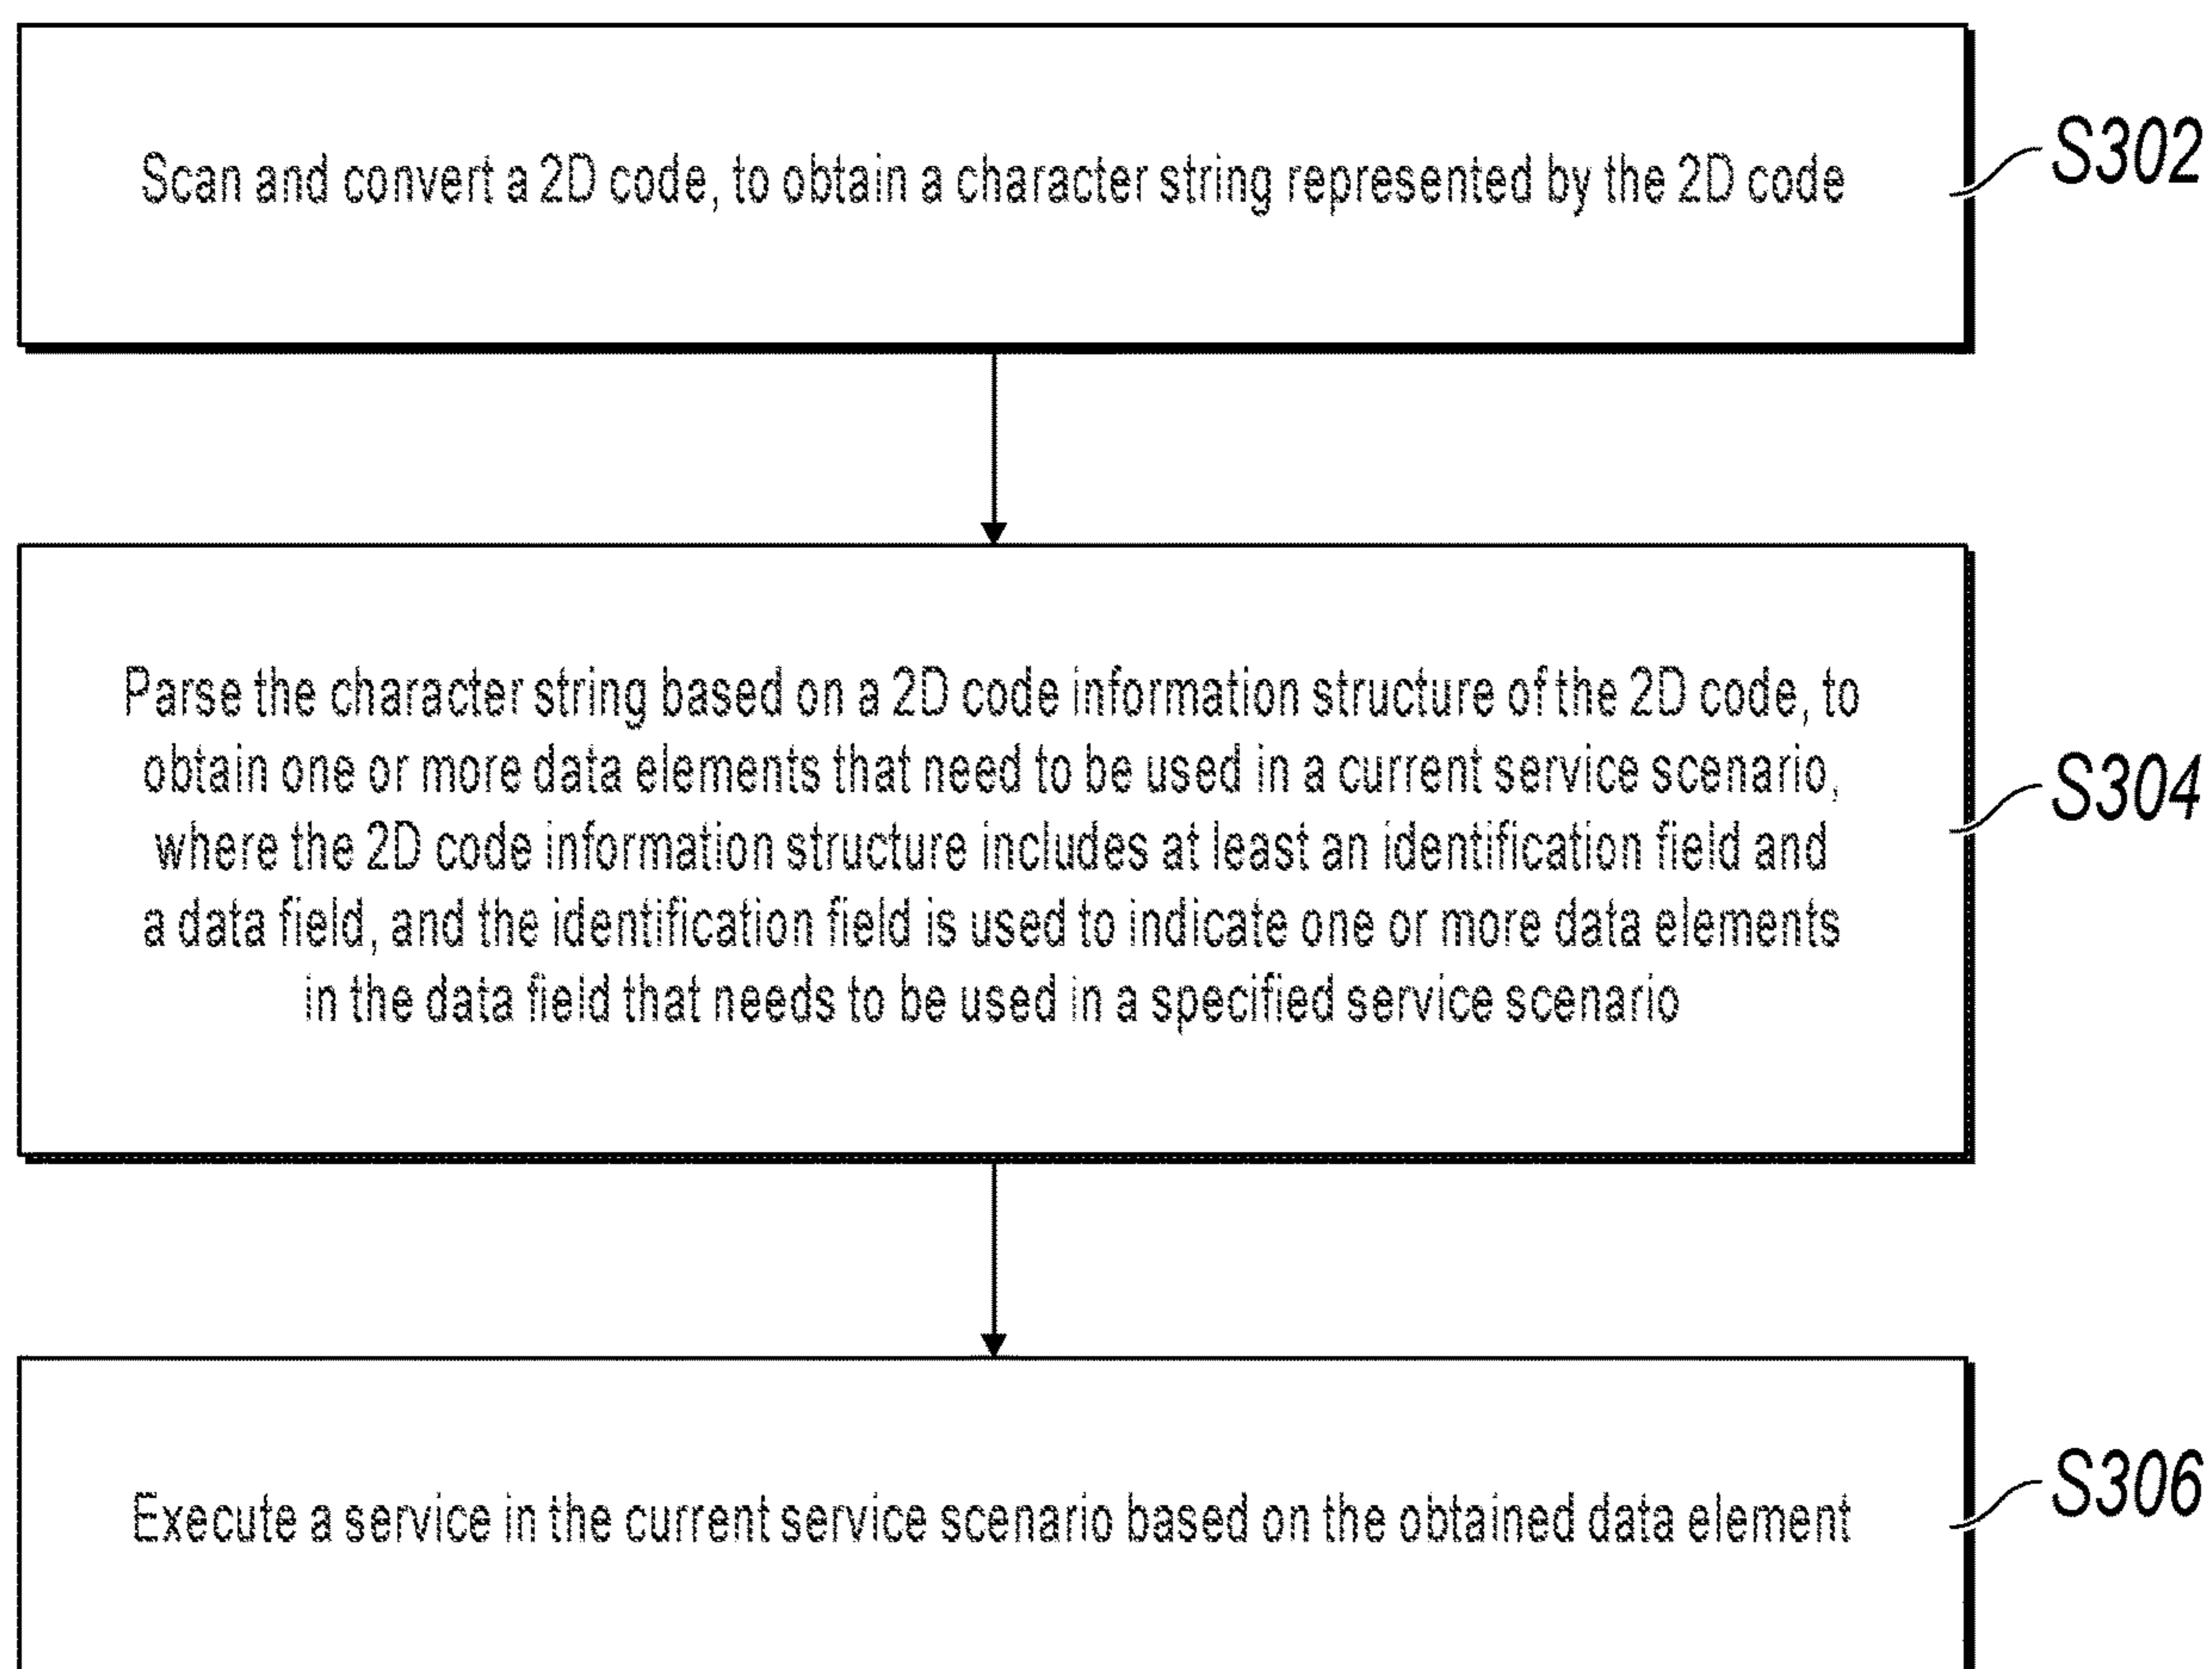 Scan and convert a 2D code, to obtain a character string represented by the 2D code
S302
Parse the character string based on a 2D code information structure of the 2D code, to
obtain one or more data elements that need to be used in a current service scenario,
where the 2D code information structure includes at least an identification field and
a data field, and the identification field is used to indicate one or more data elements
in the data field that needs to be used in a specified service scenario
S304
Execute a service in the current service scenario based on the obtained data element
S306